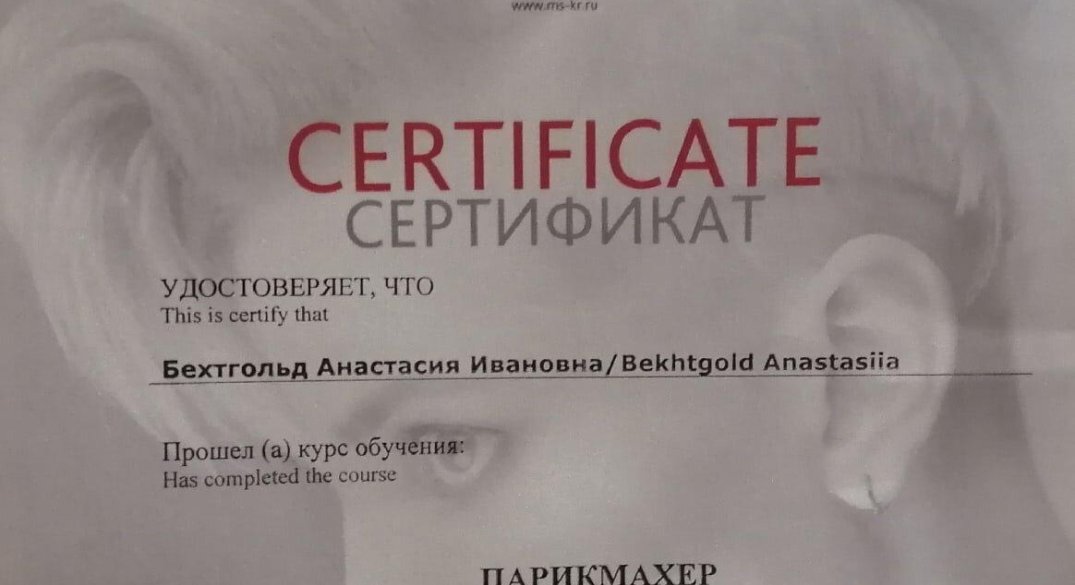 www.ms-kr.ru
CERTIFICATE
СЕРТИФИКАТ
УДОСТОВЕРЯЕТ, ЧТО
This is certify that
Бехтгольд Анастасия Ивановна/Bekhtgold Anastasiia
Прошел (а) курс обучения:
Has completed the course
ПАРИКМАХЕР